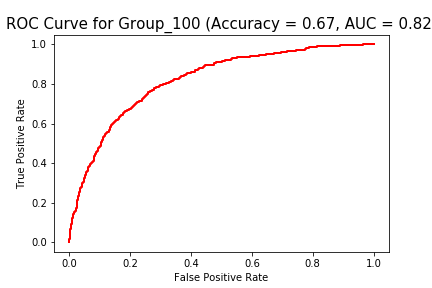 ROC Curve for Group_100 (Accuracy = 0.67, AUC = 0.82
1.0
0.8
0.6
0.4
0.2
0.0
True Positive Rate
0.0 0.2 0.4 0.6 0.8 1.0
False Positive Rate